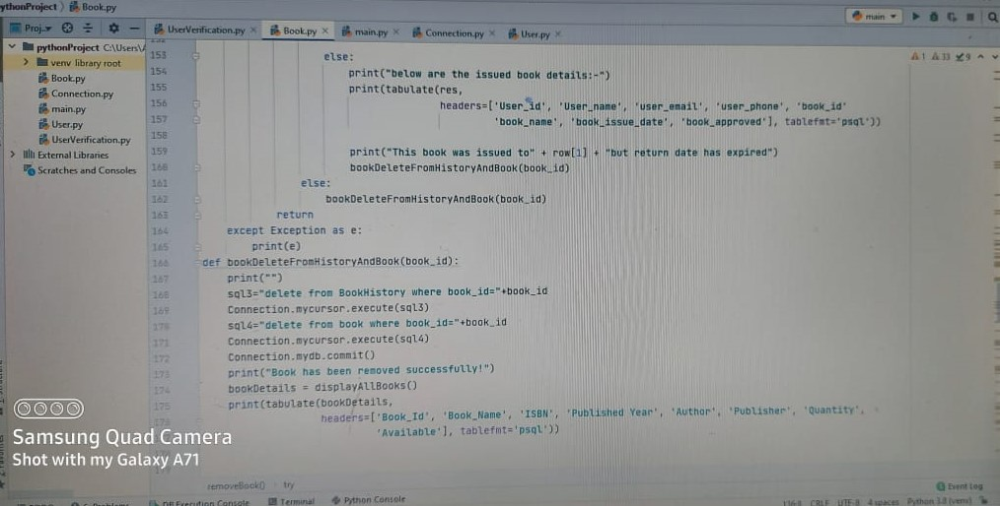 ythonProject > Book.py
main
Proj..
UserVerification.py × Book.py × main.py × Connection.py × User.py ×
pythonProject C:\Users\
venv library root
Book.py
Connection.py
main.py
User.py
UserVerification.py
External Libraries
Scratches and Consoles
1 33 9
153 else:
154 print("below are the issued book details:-")
155 print(tabulate(res,
156 headers=['User_id', 'User_name', 'user_email', 'user_phone', 'book_id'
157 'book_name', 'book_issue_date', 'book_approved'], tablefmt='psql'))
158
159 print("This book was issued to" + row[1] + "but return date has expired")
160 bookDeleteFromHistoryAndBook(book_id)
161 else:
162 bookDeleteFromHistoryAndBook(book_id)
163 return
164 except Exception as e:
165 print(e)
166 def bookDeleteFromHistoryAndBook(book_id):
167 print("")
168 sql3="delete from BookHistory where book_id="+book_id
169 Connection.mycursor.execute(sql3)
170 sql4="delete from book where book_id="+book_id
171 Connection.mycursor.execute(sql4)
172 Connection.mydb.commit()
173 print("Book has been removed successfully!")
174 bookDetails = displayAllBooks()
175 print(tabulate(bookDetails,
headers=['Book_Id', 'Book_Name', 'ISBN', 'Published Year', 'Author', 'Publisher', 'Quantity',
'Available'], tablefmt='psql'))
Samsung Quad Camera
Shot with my Galaxy A71
removeBook() try
Problems DB Execution Console Terminal Python Console Event Log
CRLF UTF-8 4 spaces Python 3.8 (venv)